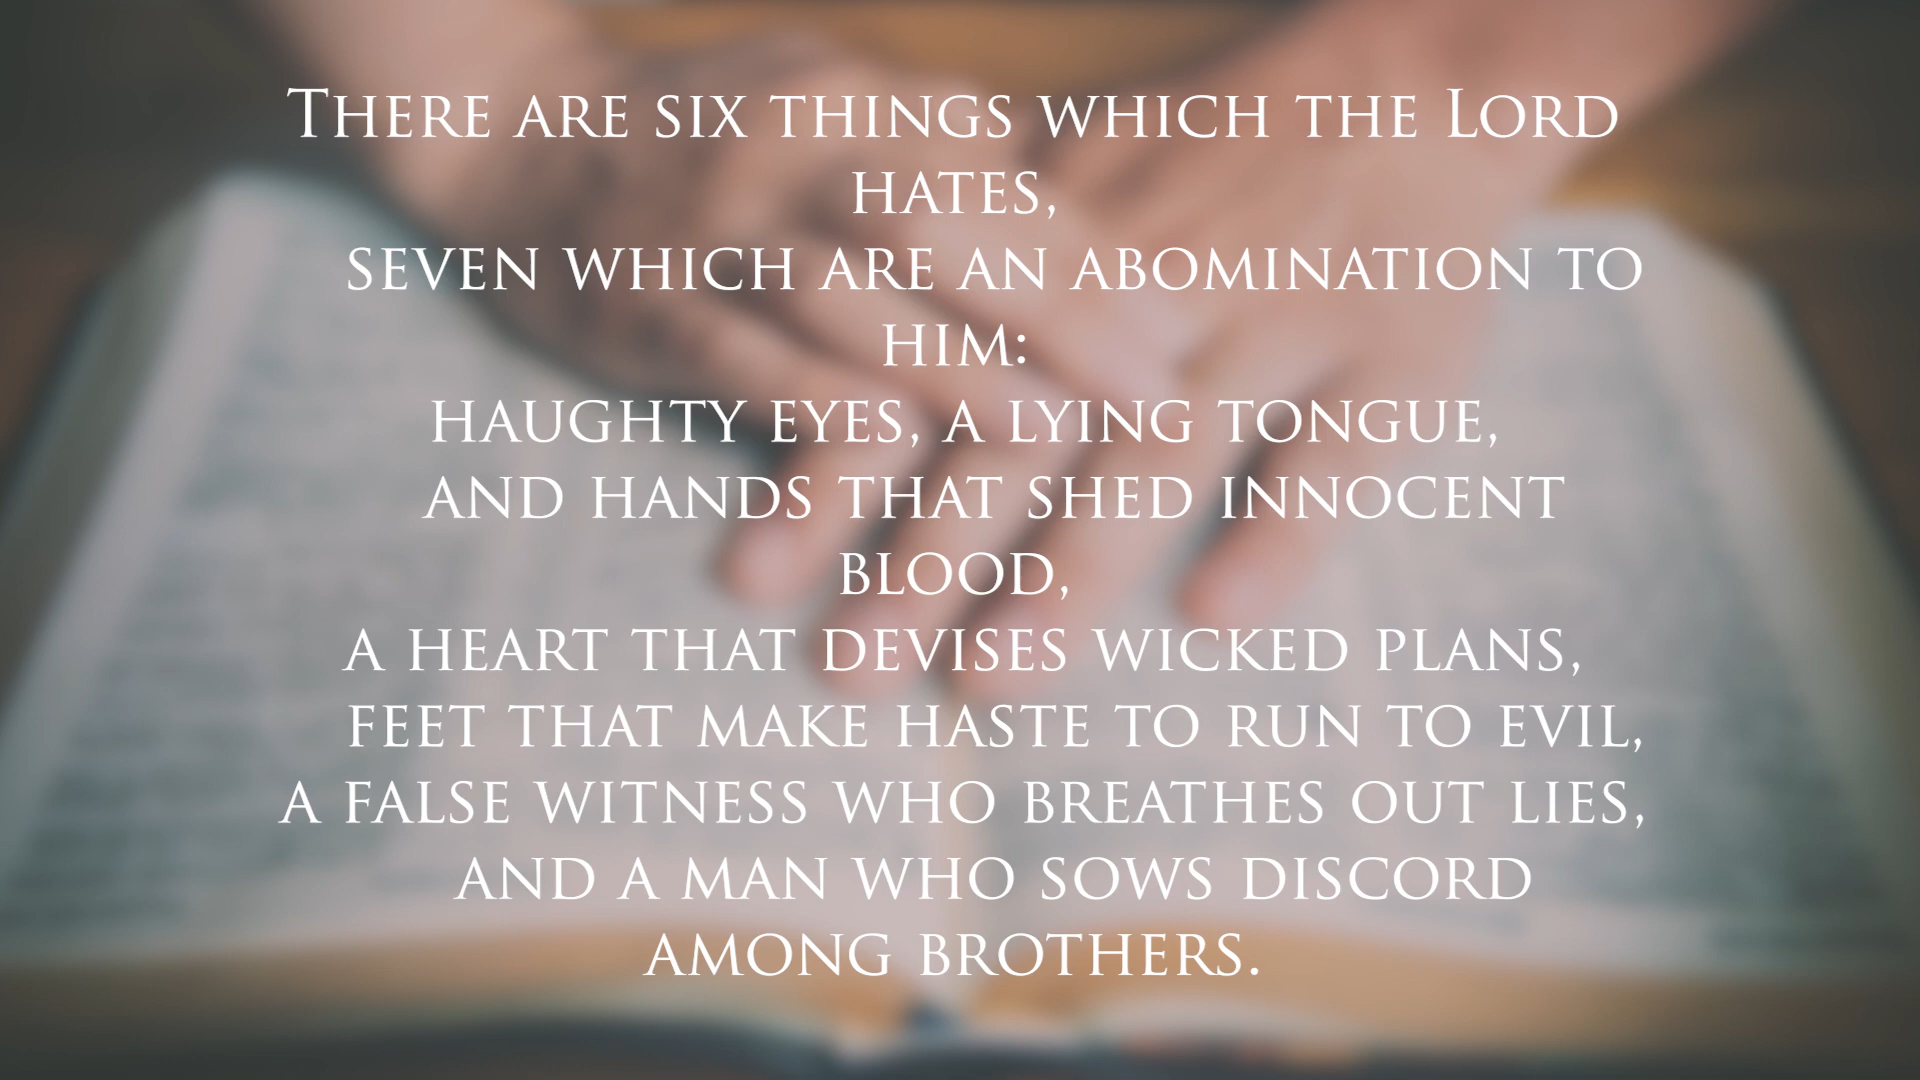 There are six things which the Lord
hates,
seven which are an abomination to
him:
haughty eyes, a lying tongue,
and hands that shed innocent
blood,
a heart that devises wicked plans,
feet that make haste to run to evil,
a false witness who breathes out lies,
and a man who sows discord
among brothers.